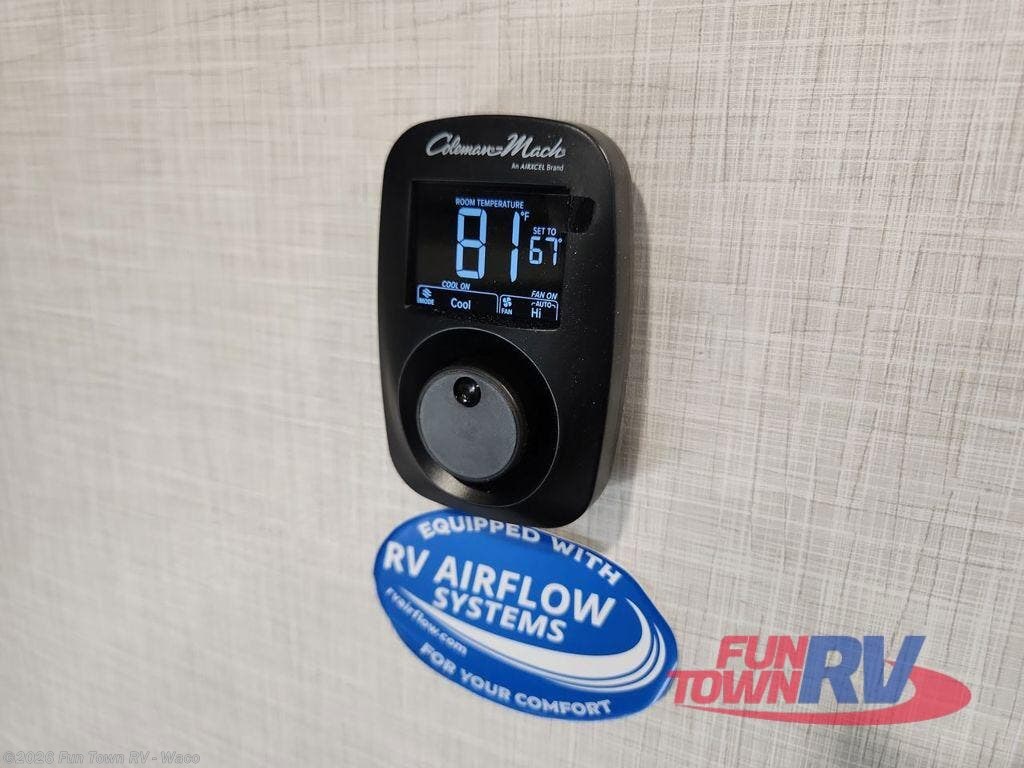 Coleman-Mach
An AIRXCEL Brand
ROOM TEMPERATURE
81°F
SET TO
67°
COOL ON
FAN ON
MODE
Cool
FAN
AUTO
Hi
EQUIPPED WITH
RV AIRFLOW
SYSTEMS
rvairflow.com
FOR YOUR COMFORT
FUN
TOWN RV
©2026 Fun Town RV - Waco